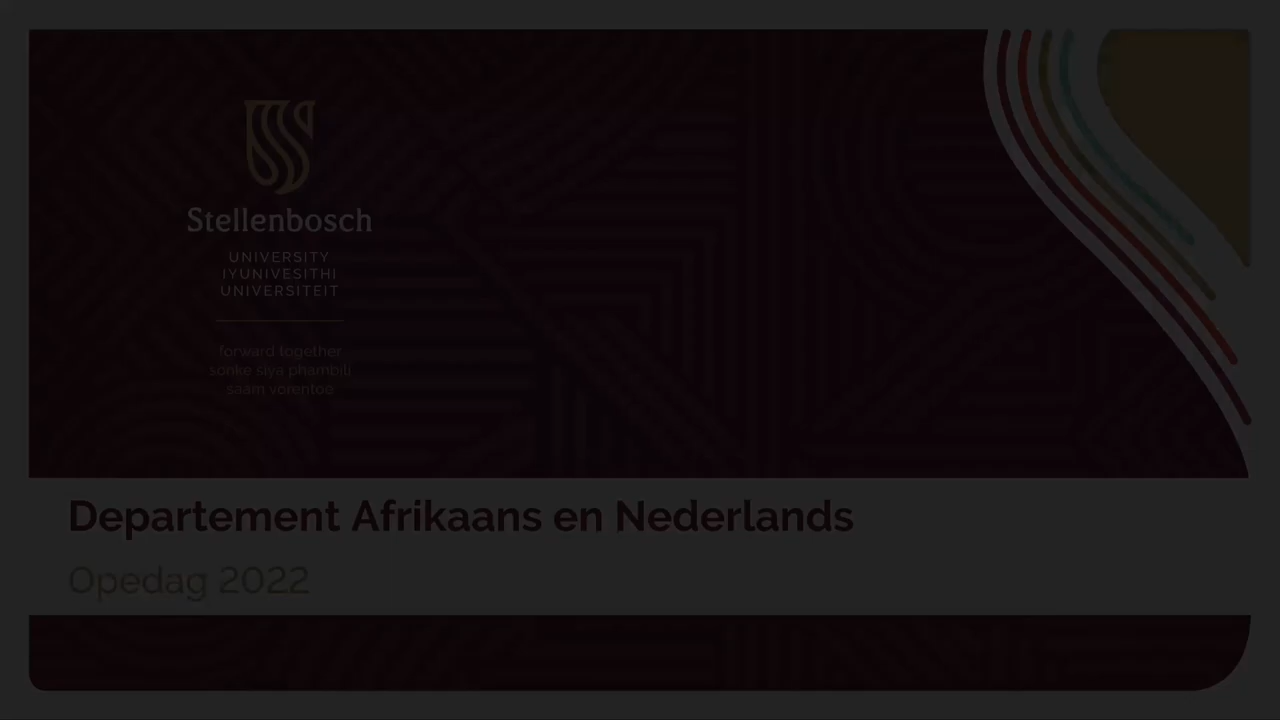 Stellenbosch
UNIVERSITY
IYUNIVESITHI
UNIVERSITEIT
forward together
sonke siya phambili
saam vorentoe
Departement Afrikaans en Nederlands
Opedag 2022